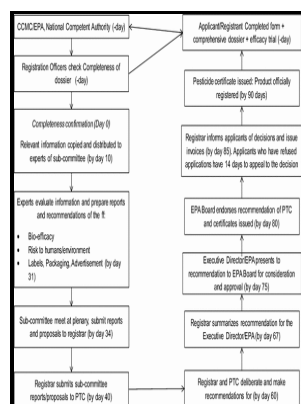 CCMC/EPA, National Competent Authority (-day)
Registration Officers check Completeness of
dossier (-day)
Completeness confirmation (Day 0)
Relevant information copied and distributed to
experts of sub-committee (by day 10)
Experts evaluate information and prepare reports
and recommendations of the ff:
• Bio-efficacy
• Risk to humans/environment
• Labels, Packaging, Advertisement (by day
31)
Sub-committee meet at plenary, submit reports
and proposals to registrar (by day 34)
Registrar submits sub-committee
reports/proposals to PTC (by day 40)
Applicant/Registrant Completed form +
comprehensive dossier + efficacy trial (-day)
Pesticide certificate issued: Product officially
registered (by 90 days)
Registrar informs applicants of decisions and issue
invoices (by day 85), Applicants who have refused
applications have 14 days to appeal to the decision
EPA Board endorses recommendation of PTC
and certificates issued (by day 80)
Executive Director/EPA presents to
recommendation to EPA Board for consideration
and approval (by day 75)
Registrar summarizes recommendation for the
Executive Director/EPA (by day 67)
Registrar and PTC deliberate and make
recommendations for (by day 60)